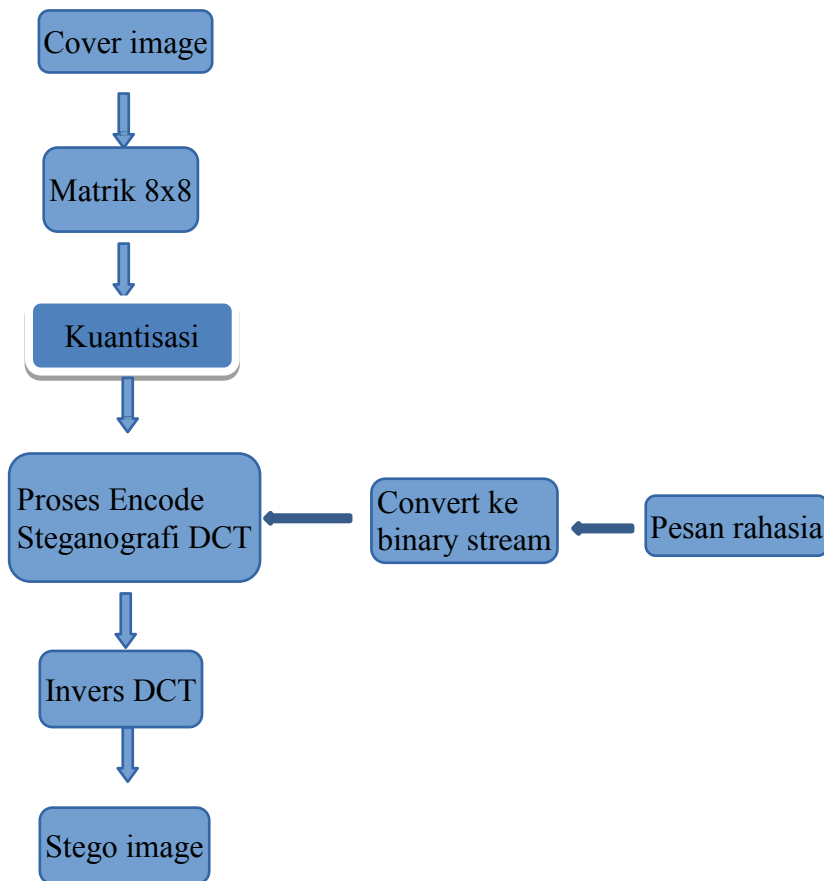 Cover image
Matrik 8x8
Kuantisasi
Proses Encode
Steganografi DCT
Convert ke
binary stream
Pesan rahasia
Invers DCT
Stego image